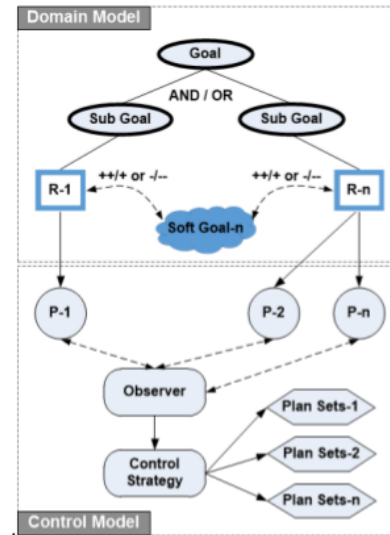 Domain Model
Goal
AND / OR
Sub Goal
Sub Goal
++/+ or -/--
++/+ or -/--
R-1
R-n
Soft Goal-n
P-1
P-2
P-n
Observer
Plan Sets-1
Control
Strategy
Plan Sets-2
Plan Sets-n
Control Model